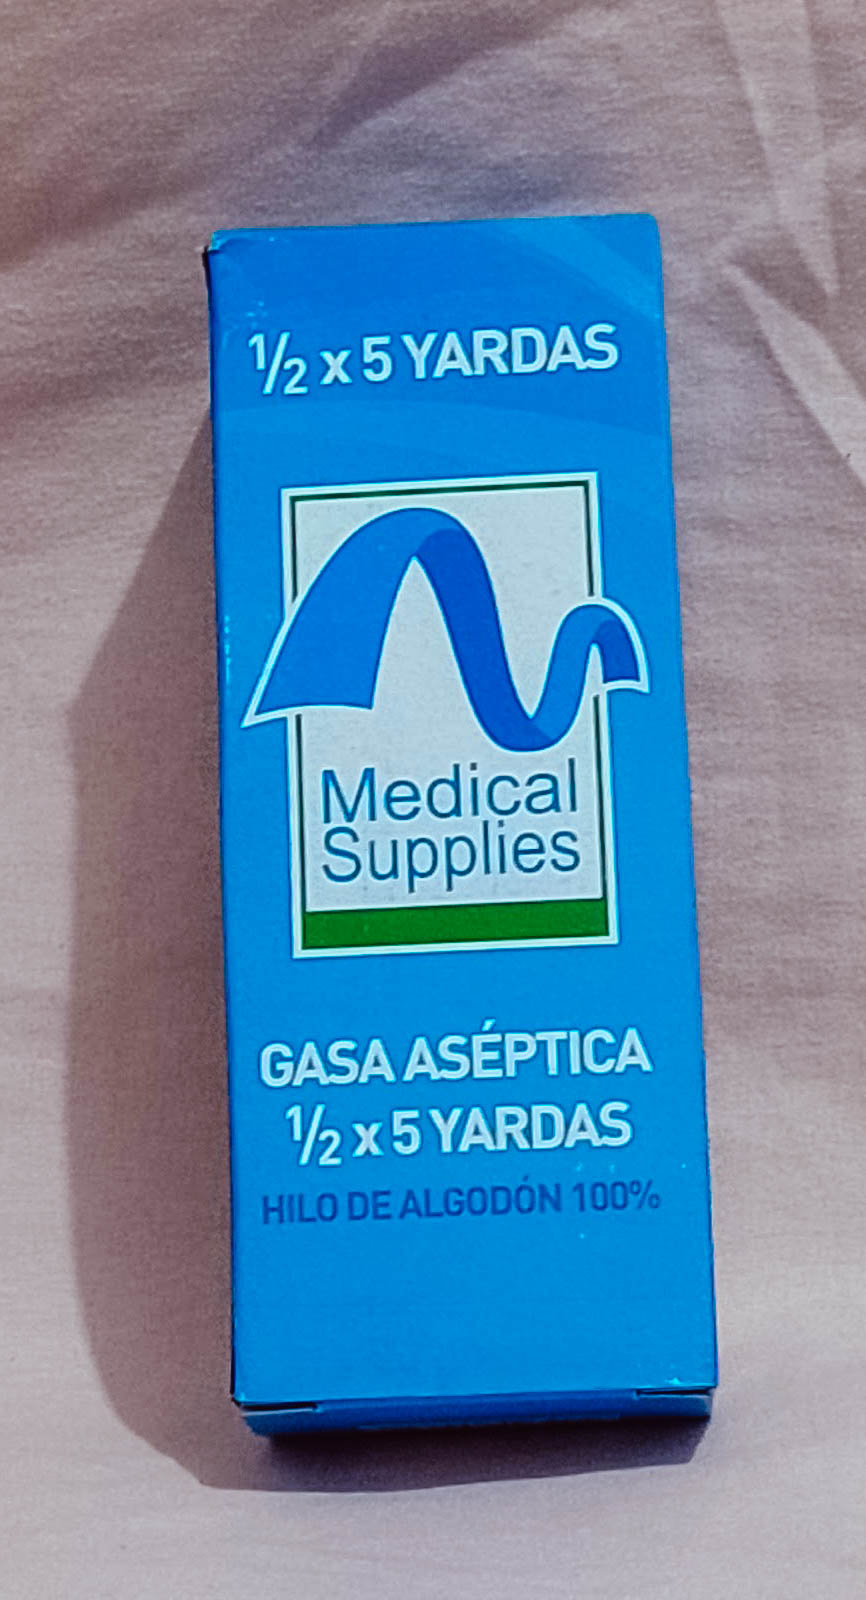 ½ x 5 YARDAS
Medical
Supplies
GASA ASÉPTICA
½ x 5 YARDAS
HILO DE ALGODÓN 100%